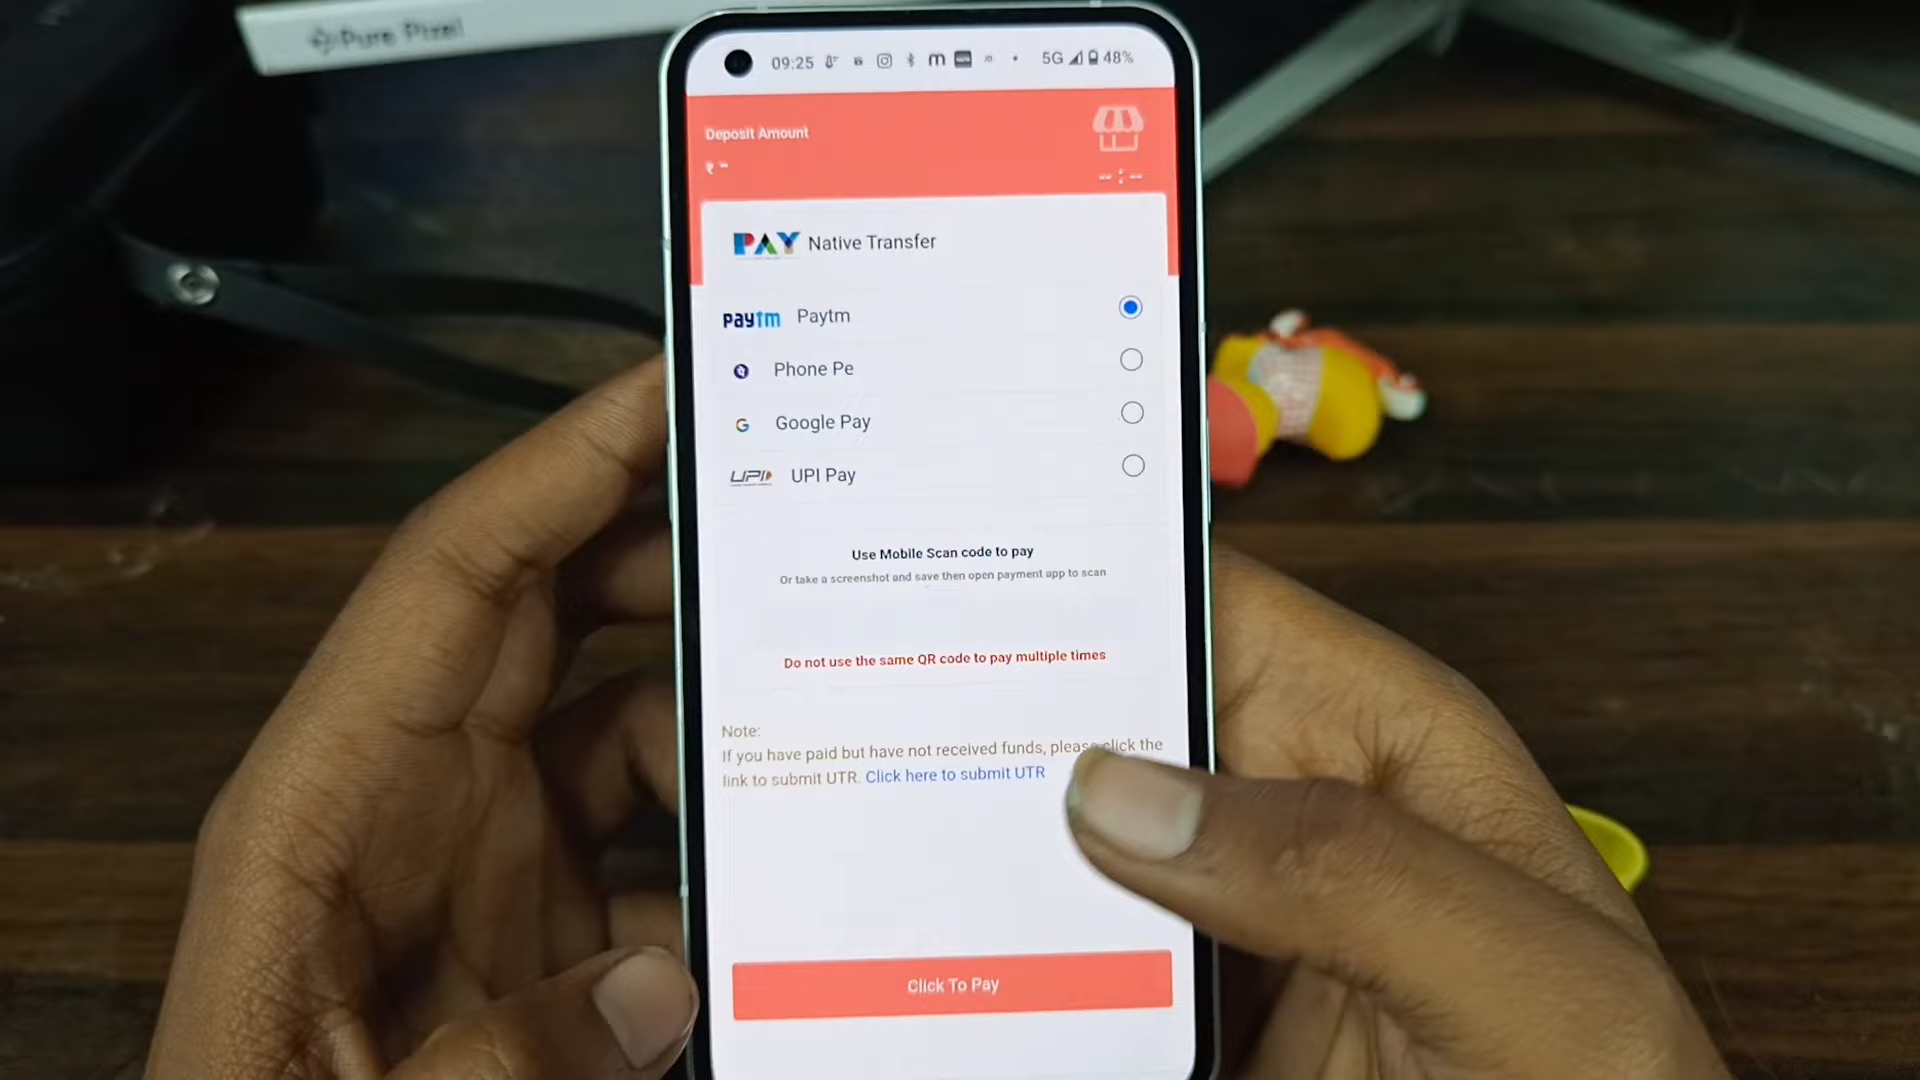 Pure Pixel
09:25 5G 48%
Deposit Amount
₹ --
-- : --
PAY Native Transfer
paytm Paytm
Phone Pe
G Google Pay
UPI UPI Pay
Use Mobile Scan code to pay
Or take a screenshot and save then open payment app to scan
Do not use the same QR code to pay multiple times
Note:
If you have paid but have not received funds, please click the
link to submit UTR. Click here to submit UTR
Click To Pay